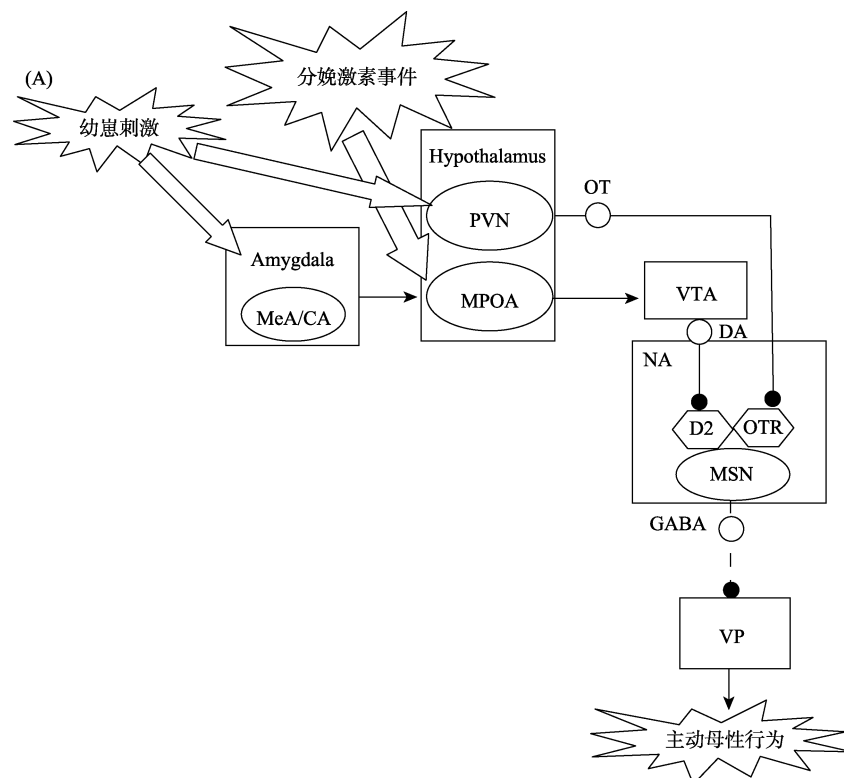 (A)
分娩激素事件
幼崽刺激
Hypothalamus
PVN
OT
Amygdala
MeA/CA
MPOA
VTA
DA
NA
D2
OTR
MSN
GABA
VP
主动母性行为